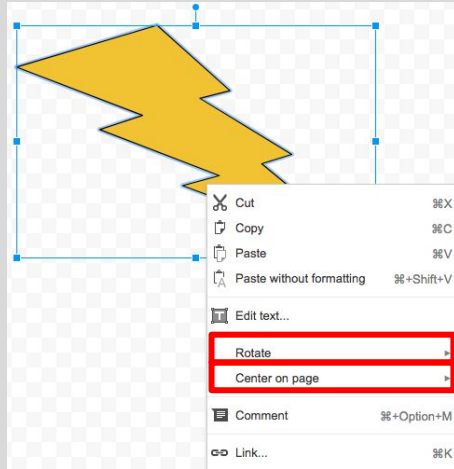 Cut ⌘X
Copy ⌘C
Paste ⌘V
Paste without formatting ⌘+Shift+V
Edit text...
Rotate
Center on page
Comment ⌘+Option+M
Link... ⌘K